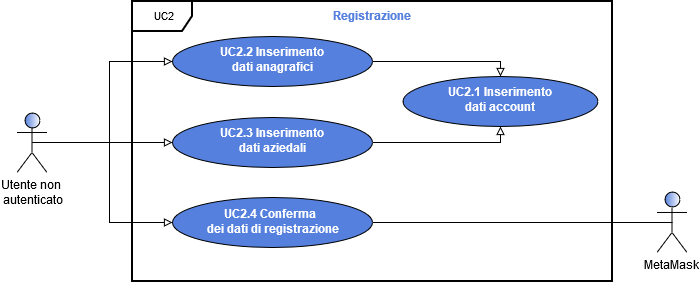 UC2
Registrazione
UC2.2 Inserimento
dati anagrafici
UC2.1 Inserimento
dati account
UC2.3 Inserimento
dati aziedali
Utente non
autenticato
UC2.4 Conferma
dei dati di registrazione
MetaMask